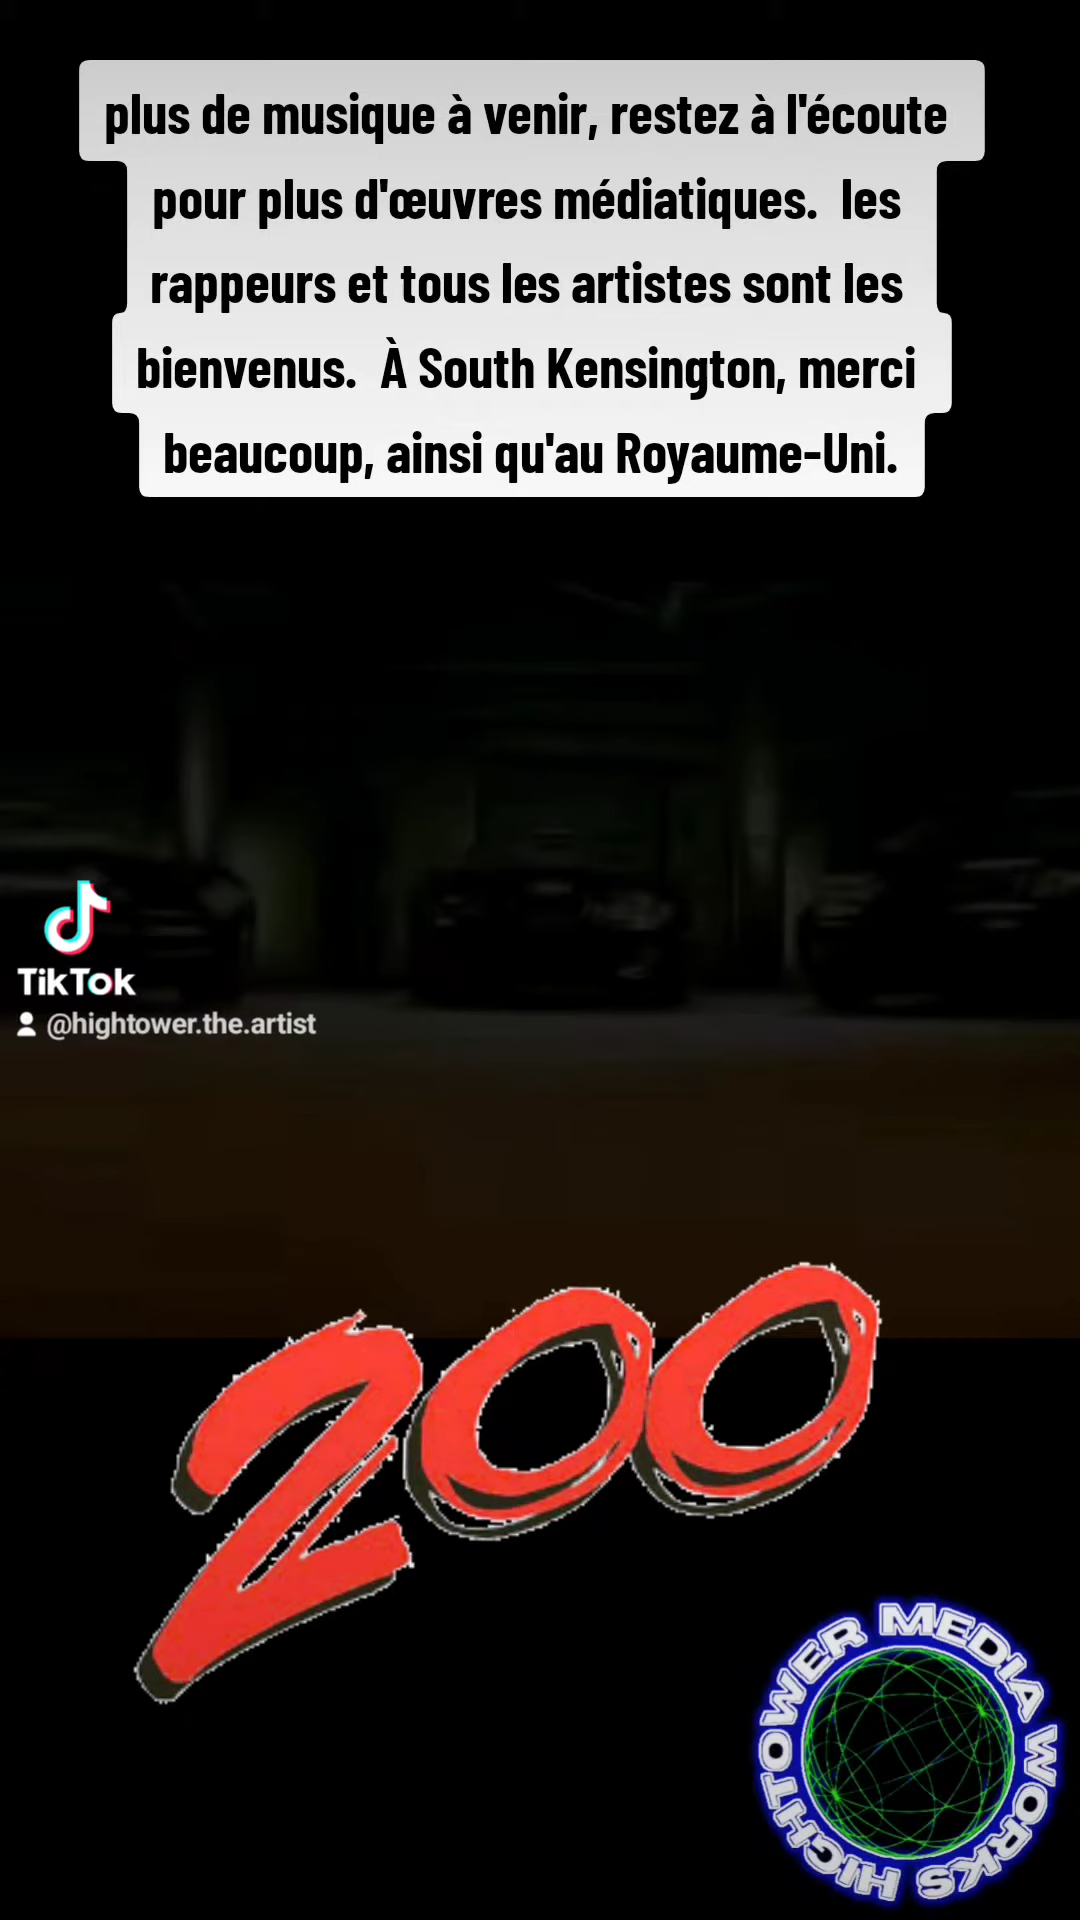 plus de musique à venir, restez à l'écoute
pour plus d'œuvres médiatiques.  les
rappeurs et tous les artistes sont les
bienvenus.  À South Kensington, merci
beaucoup, ainsi qu'au Royaume-Uni.
TikTok
@hightower.the.artist
200
HIGHTOWER MEDIA WORKS